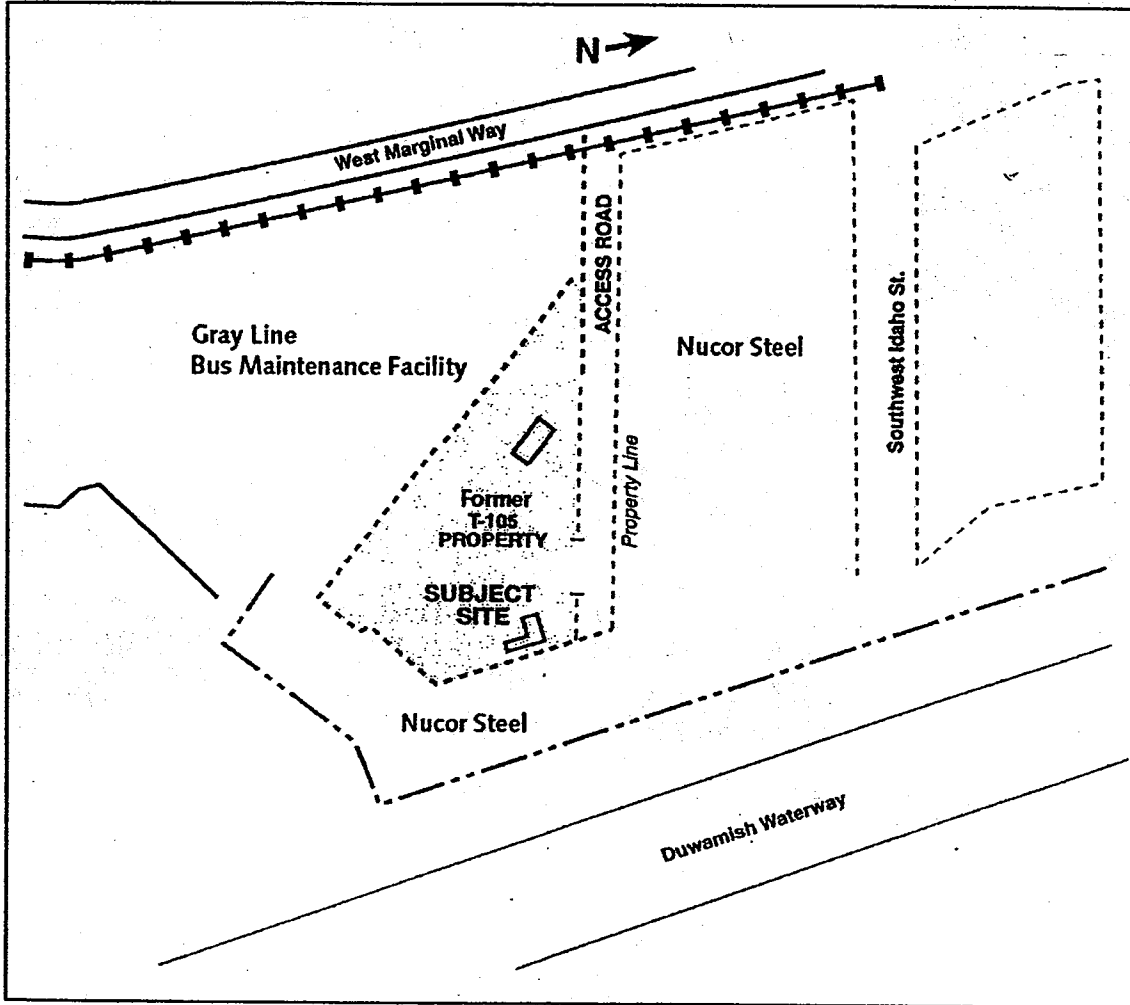 N
West Marginal Way
ACCESS ROAD
Gray Line
Bus Maintenance Facility
Nucor Steel
Southwest Idaho St.
Property Line
Former
T-105
PROPERTY
SUBJECT
SITE
Nucor Steel
Duwamish Waterway